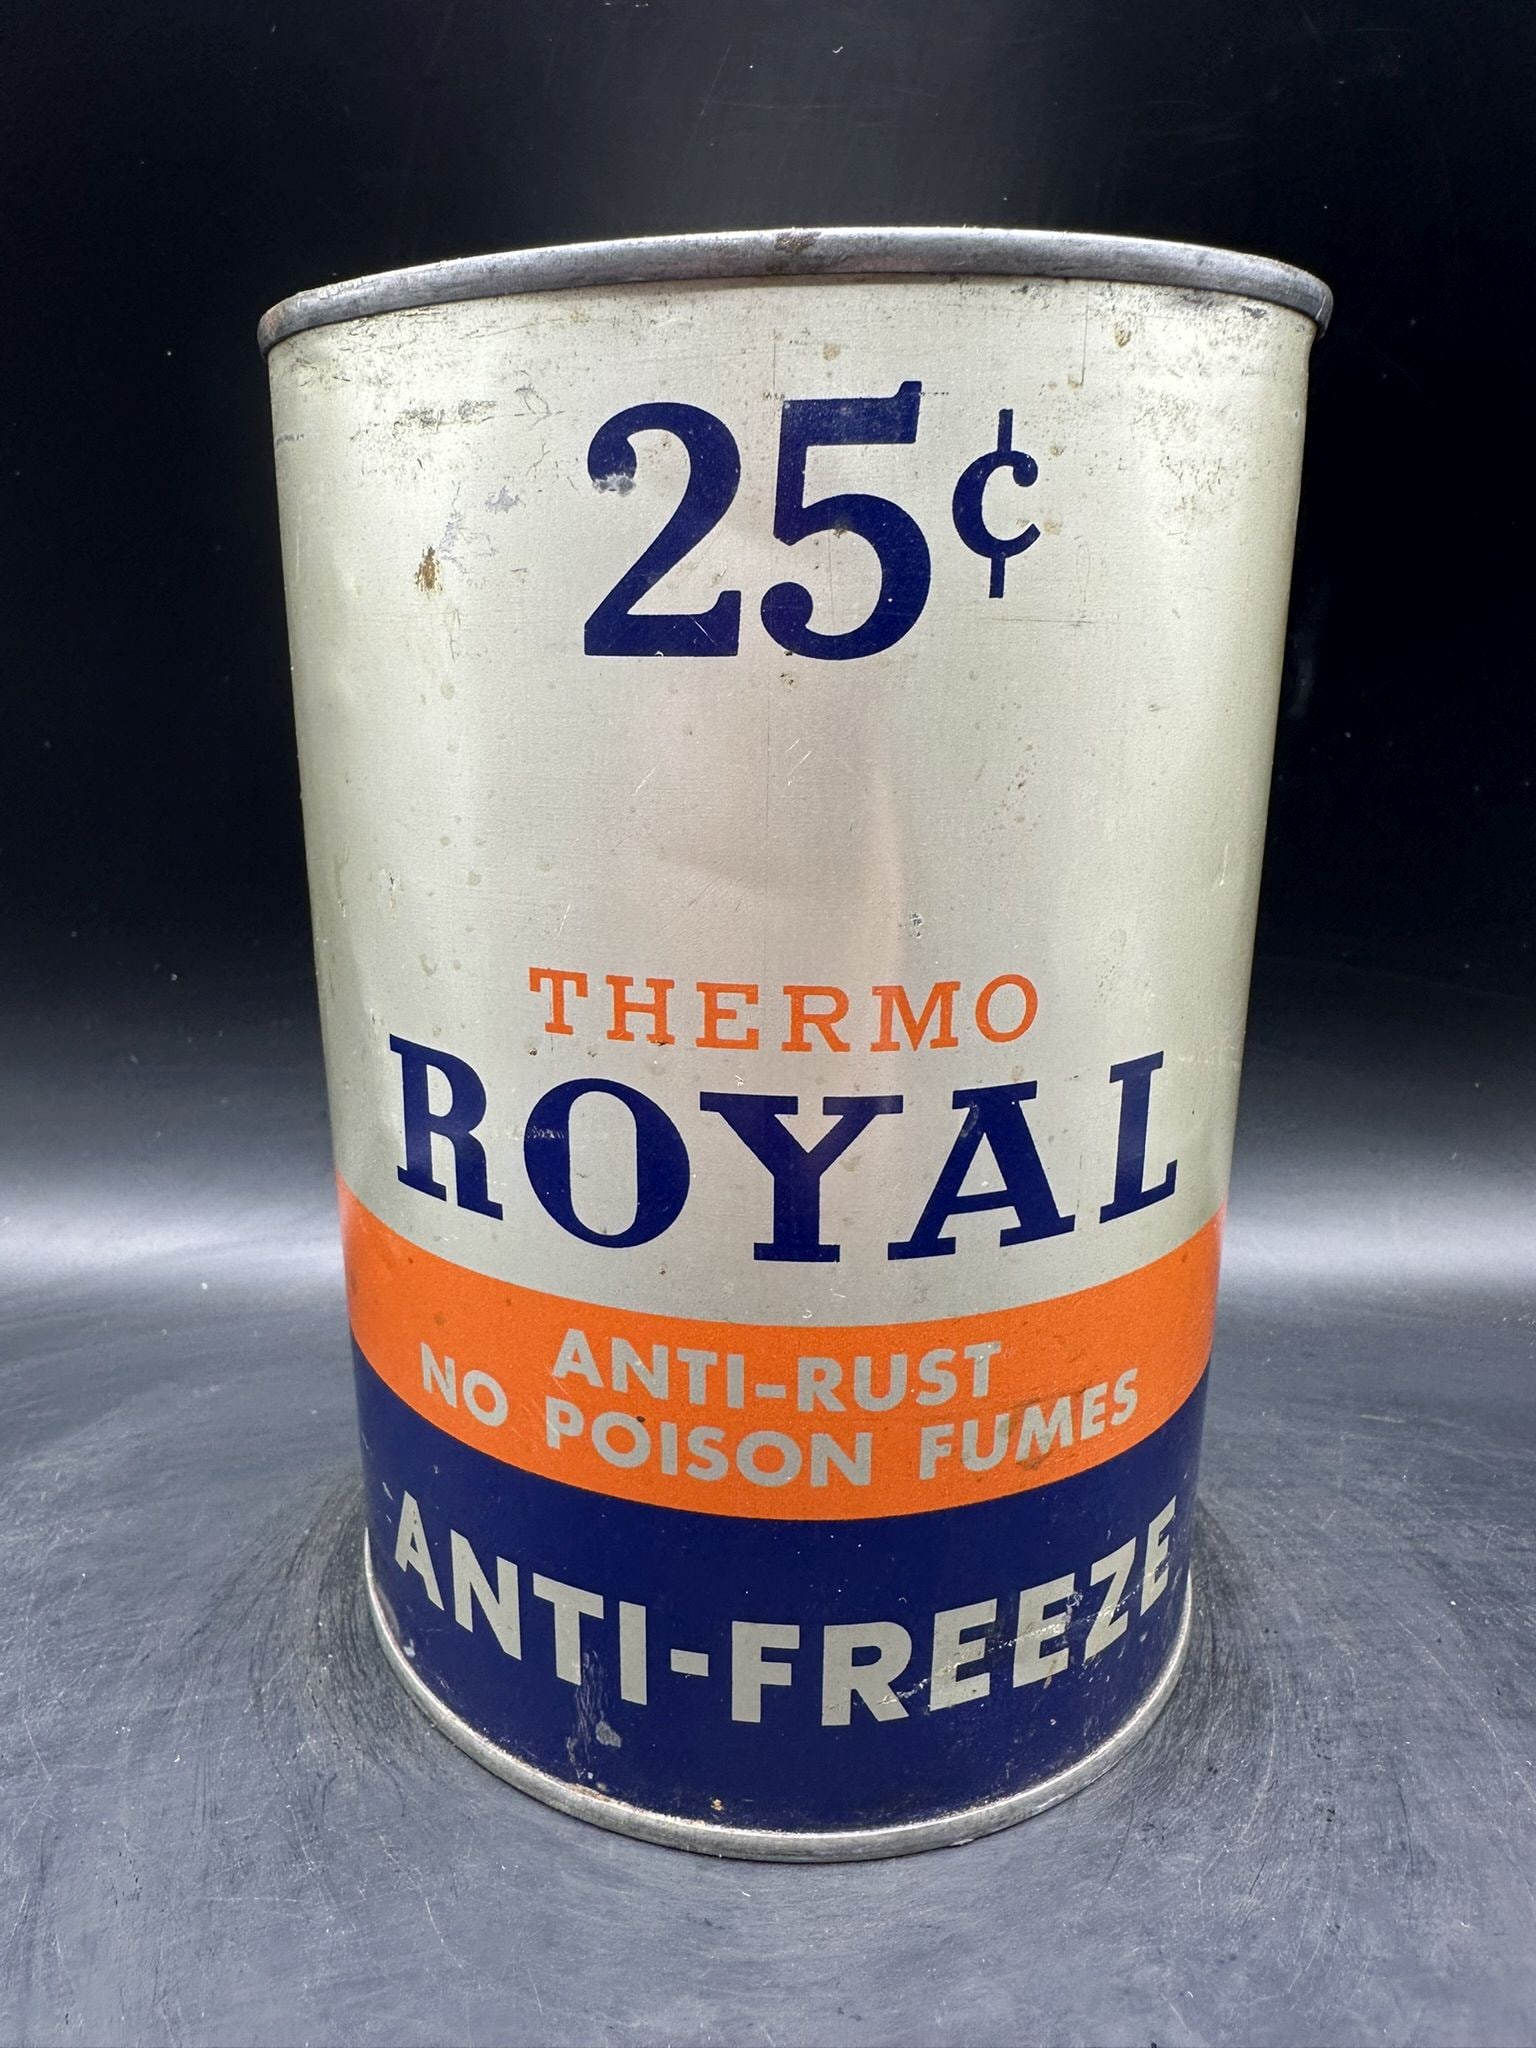 25¢
THERMO
ROYAL
ANTI-RUST
NO POISON FUMES
ANTI-FREEZE